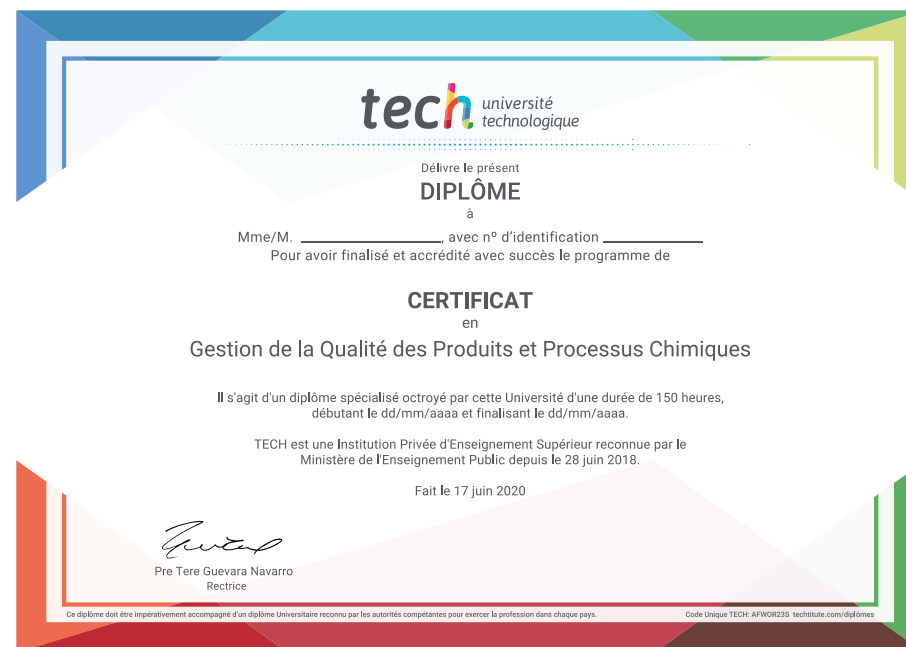 tech université
technologique
Délivre le présent
DIPLÔME
à
Mme/M. ____________________, avec nº d'identification ______________
Pour avoir finalisé et accrédité avec succès le programme de
CERTIFICAT
en
Gestion de la Qualité des Produits et Processus Chimiques
Il s'agit d'un diplôme spécialisé octroyé par cette Université d'une durée de 150 heures,
débutant le dd/mm/aaaa et finalisant le dd/mm/aaaa.
TECH est une Institution Privée d'Enseignement Supérieur reconnue par le
Ministère de l'Enseignement Public depuis le 28 juin 2018.
Fait le 17 juin 2020
Pre Tere Guevara Navarro
Rectrice
Ce diplôme doit être impérativement accompagné d'un diplôme Universitaire reconnu par les autorités compétantes pour exercer la profession dans chaque pays.
Code Unique TECH: AFWOR23S techtitute.com/diplômes